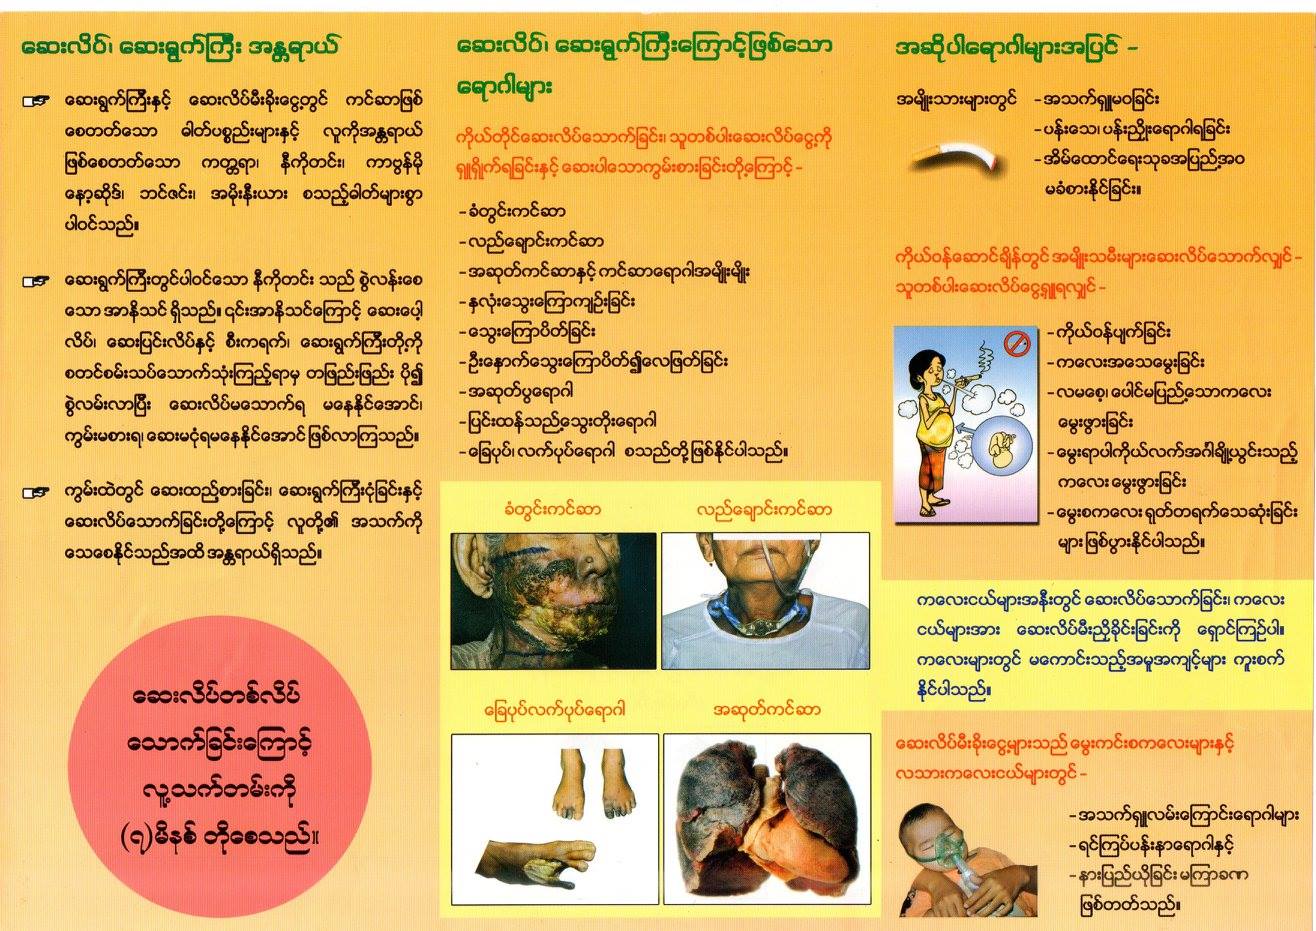 ဆေးလိပ်၊ ဆေးရွက်ကြီး အန္တရာယ်
ဆေးရွက်ကြီးနှင့် ဆေးလိပ်မီးခိုးငွေ့တွင် ကင်ဆာဖြစ်
စေတတ်သော ဓါတ်ပစ္စည်းများနှင့် လူကိုအန္တရာယ်
ဖြစ်စေတတ်သော ကတ္တရာ၊ နီကိုတင်း၊ ကာဗွန်မို
နော့ဆိုဒ်၊ ဘင်ဇင်း၊ အမိုးနီးယား စသည့်ဓါတ်များစွာ
ပါဝင်သည်။
ဆေးရွက်ကြီးတွင်ပါဝင်သော နီကိုတင်း သည် စွဲလန်းစေ
သော အာနိသင် ရှိသည်။ ၎င်းအာနိသင်ကြောင့် ဆေးပေါ့
လိပ်၊ ဆေးပြင်းလိပ်နှင့် စီးကရက်၊ ဆေးရွက်ကြီးတို့ကို
စတင်စမ်းသပ်သောက်သုံးကြည့်ရာမှ တဖြည်းဖြည်း ပို၍
စွဲလမ်းလာပြီး ဆေးလိပ်မသောက်ရ မနေနိုင်အောင်၊
ကွမ်းမစားရ၊ ဆေးမငုံရမနေနိုင်အောင် ဖြစ်လာကြသည်။
ကွမ်းထဲတွင် ဆေးထည့်စားခြင်း၊ ဆေးရွက်ကြီးငုံခြင်းနှင့်
ဆေးလိပ်သောက်ခြင်းတို့ကြောင့် လူတို့၏ အသက်ကို
သေစေနိုင်သည်အထိ အန္တရာယ်ရှိသည်။
ဆေးလိပ်တစ်လိပ်
သောက်ခြင်းကြောင့်
လူ့သက်တမ်းကို
(၇)မိနစ် တိုစေသည်။
ဆေးလိပ်၊ ဆေးရွက်ကြီးကြောင့်ဖြစ်သော
ရောဂါများ
ကိုယ်တိုင်ဆေးလိပ်သောက်ခြင်း၊ သူတစ်ပါးဆေးလိပ်ငွေ့ကို
ရှူရှိုက်ရခြင်းနှင့် ဆေးပါသောကွမ်းစားခြင်းတို့ကြောင့် -
- ခံတွင်းကင်ဆာ
- လည်ချောင်းကင်ဆာ
- အဆုတ်ကင်ဆာနှင့် ကင်ဆာရောဂါအမျိုးမျိုး
- နှလုံးသွေးကြောကျဉ်းခြင်း
- သွေးကြောပိတ်ခြင်း
- ဦးနှောက်သွေးကြောပိတ်၍လေဖြတ်ခြင်း
- အဆုတ်ပွရောဂါ
- ပြင်းထန်သည့်သွေးတိုးရောဂါ
- ခြေပုပ်၊ လက်ပုပ်ရောဂါ စသည်တို့ဖြစ်နိုင်ပါသည်။
ခံတွင်းကင်ဆာ
လည်ချောင်းကင်ဆာ
ခြေပုပ်လက်ပုပ်ရောဂါ
အဆုတ်ကင်ဆာ
အဆိုပါရောဂါများအပြင် -
အမျိုးသားများတွင် - အသက်ရှူမဝခြင်း
- ပန်းသေ၊ ပန်းညှိုးရောဂါရခြင်း
- အိမ်ထောင်ရေးသုခအပြည့်အဝ
မခံစားနိုင်ခြင်း။
ကိုယ်ဝန်ဆောင်ချိန်တွင် အမျိုးသမီးများဆေးလိပ်သောက်လျှင် -
သူတစ်ပါးဆေးလိပ်ငွေ့ရှူရလျှင် -
- ကိုယ်ဝန်ပျက်ခြင်း
- ကလေးအသေမွေးခြင်း
- လမစေ့၊ ပေါင်မပြည့်သောကလေး
မွေးဖွားခြင်း
- မွေးရာပါကိုယ်လက်အင်္ဂါချို့ယွင်းသည့်
ကလေး မွေးဖွားခြင်း
- မွေးစကလေး ရုတ်တရက်သေဆုံးခြင်း
များ ဖြစ်ပွားနိုင်ပါသည်။
ကလေးငယ်များအနီးတွင် ဆေးလိပ်သောက်ခြင်း၊ ကလေး
ငယ်များအား ဆေးလိပ်မီးညှိခိုင်းခြင်းကို ရှောင်ကြဉ်ပါ။
ကလေးများတွင် မကောင်းသည့်အမူအကျင့်များ ကူးစက်
နိုင်ပါသည်။
ဆေးလိပ်မီးခိုးငွေ့များသည် မွေးကင်းစကလေးများနှင့်
လသားကလေးငယ်များတွင် -
- အသက်ရှူလမ်းကြောင်းရောဂါများ
- ရင်ကြပ်ပန်းနာရောဂါနှင့်
- နားပြည်ယိုခြင်း မကြာခဏ
ဖြစ်တတ်သည်။